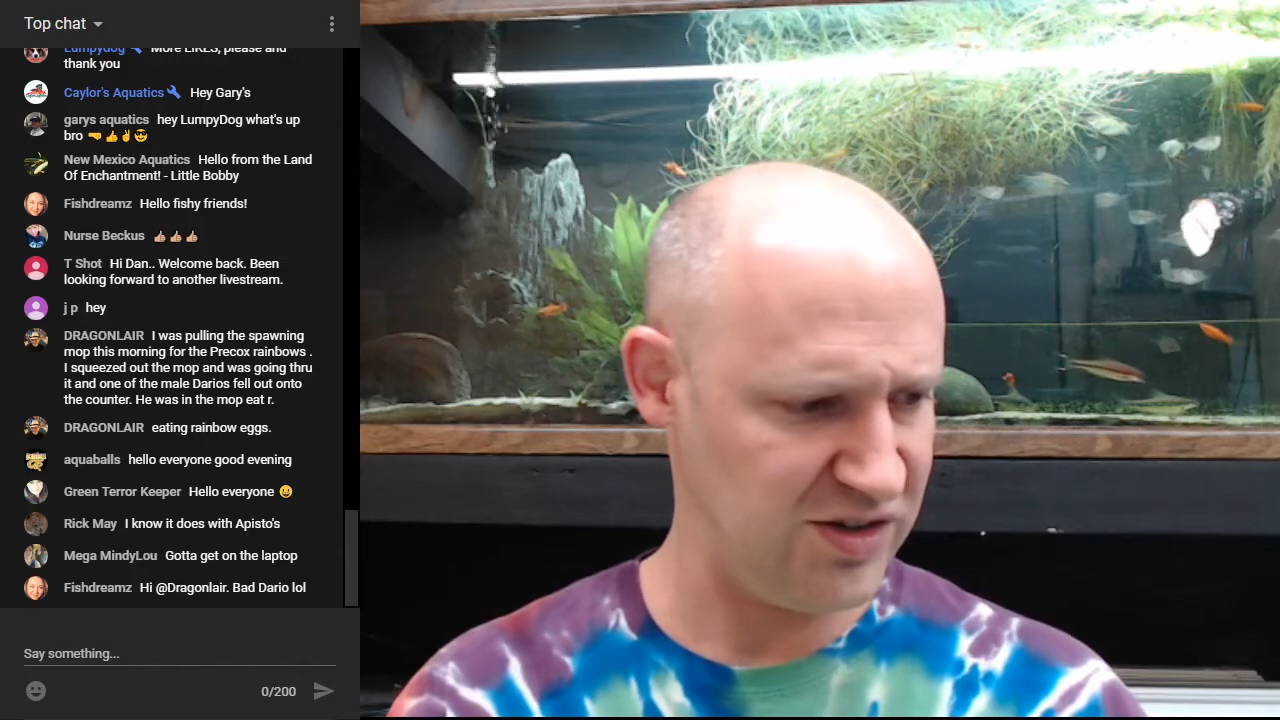 Top chat
Lumpydog More LIKES, please and
thank you
Caylor's Aquatics Hey Gary's
garys aquatics hey LumpyDog what's up
bro 🤜👍✌😎
New Mexico Aquatics Hello from the Land
Of Enchantment! - Little Bobby
Fishdreamz Hello fishy friends!
Nurse Beckus 👍🏼👍🏼👍🏼
T Shot Hi Dan.. Welcome back. Been
looking forward to another livestream.
j p hey
DRAGONLAIR I was pulling the spawning
mop this morning for the Precox rainbows .
I squeezed out the mop and was going thru
it and one of the male Darios fell out onto
the counter. He was in the mop eat r.
DRAGONLAIR eating rainbow eggs.
aquaballs hello everyone good evening
Green Terror Keeper Hello everyone 😀
Rick May I know it does with Apisto's
Mega MindyLou Gotta get on the laptop
Fishdreamz Hi @Dragonlair. Bad Dario lol
Say something...
0/200